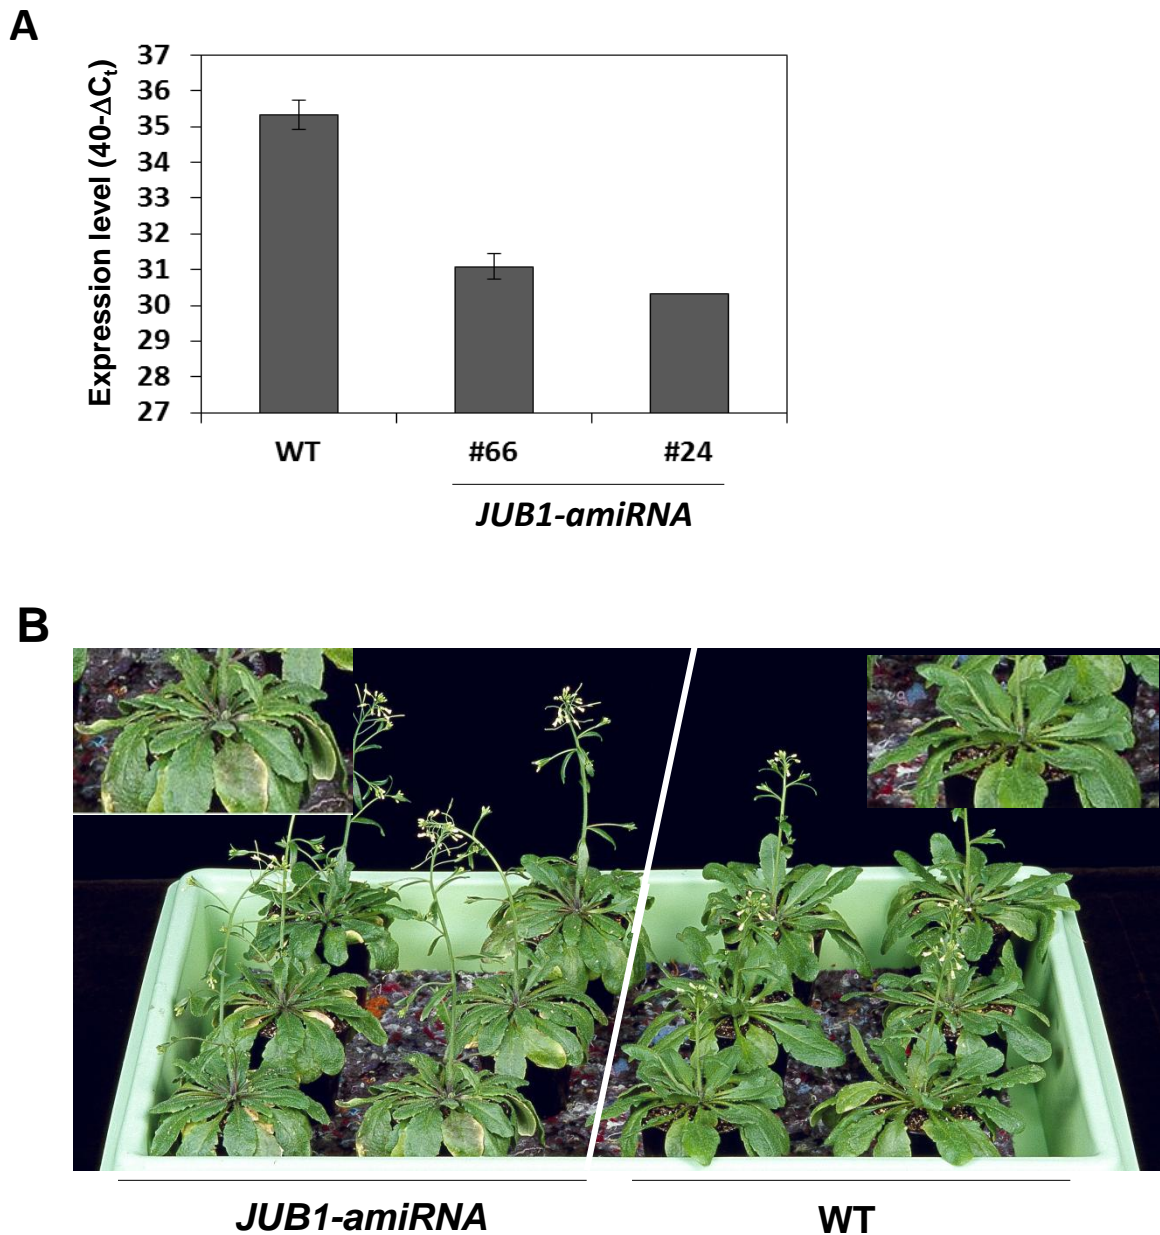 A
Expression level (40-ΔCt)
37
36
35
34
33
32
31
30
29
28
27
WT #66 #24
JUB1-amiRNA
B
JUB1-amiRNA WT